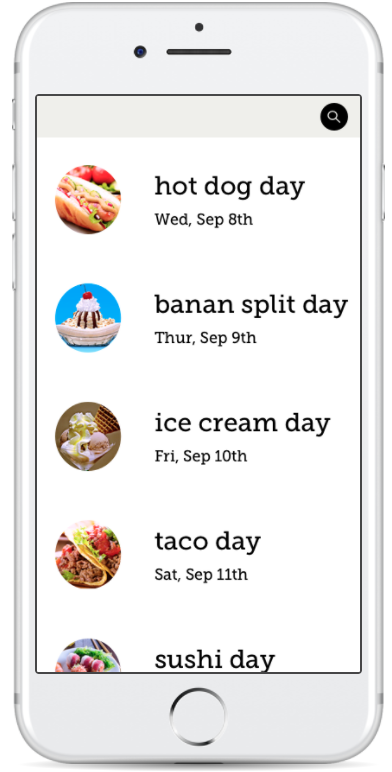 hot dog day
Wed, Sep 8th
banan split day
Thur, Sep 9th
ice cream day
Fri, Sep 10th
taco day
Sat, Sep 11th
sushi day